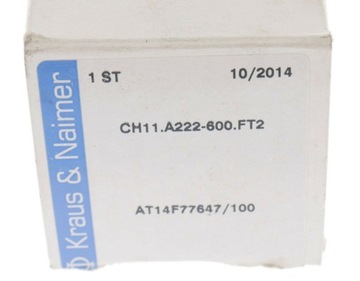 1 ST 10/2014
CH11.A222-600.FT2
AT14F77647/100
Kraus & Naimer